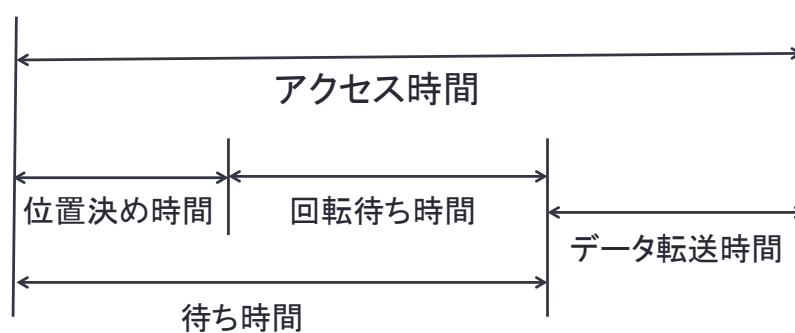 アクセス時間
位置決め時間
回転待ち時間
データ転送時間
待ち時間